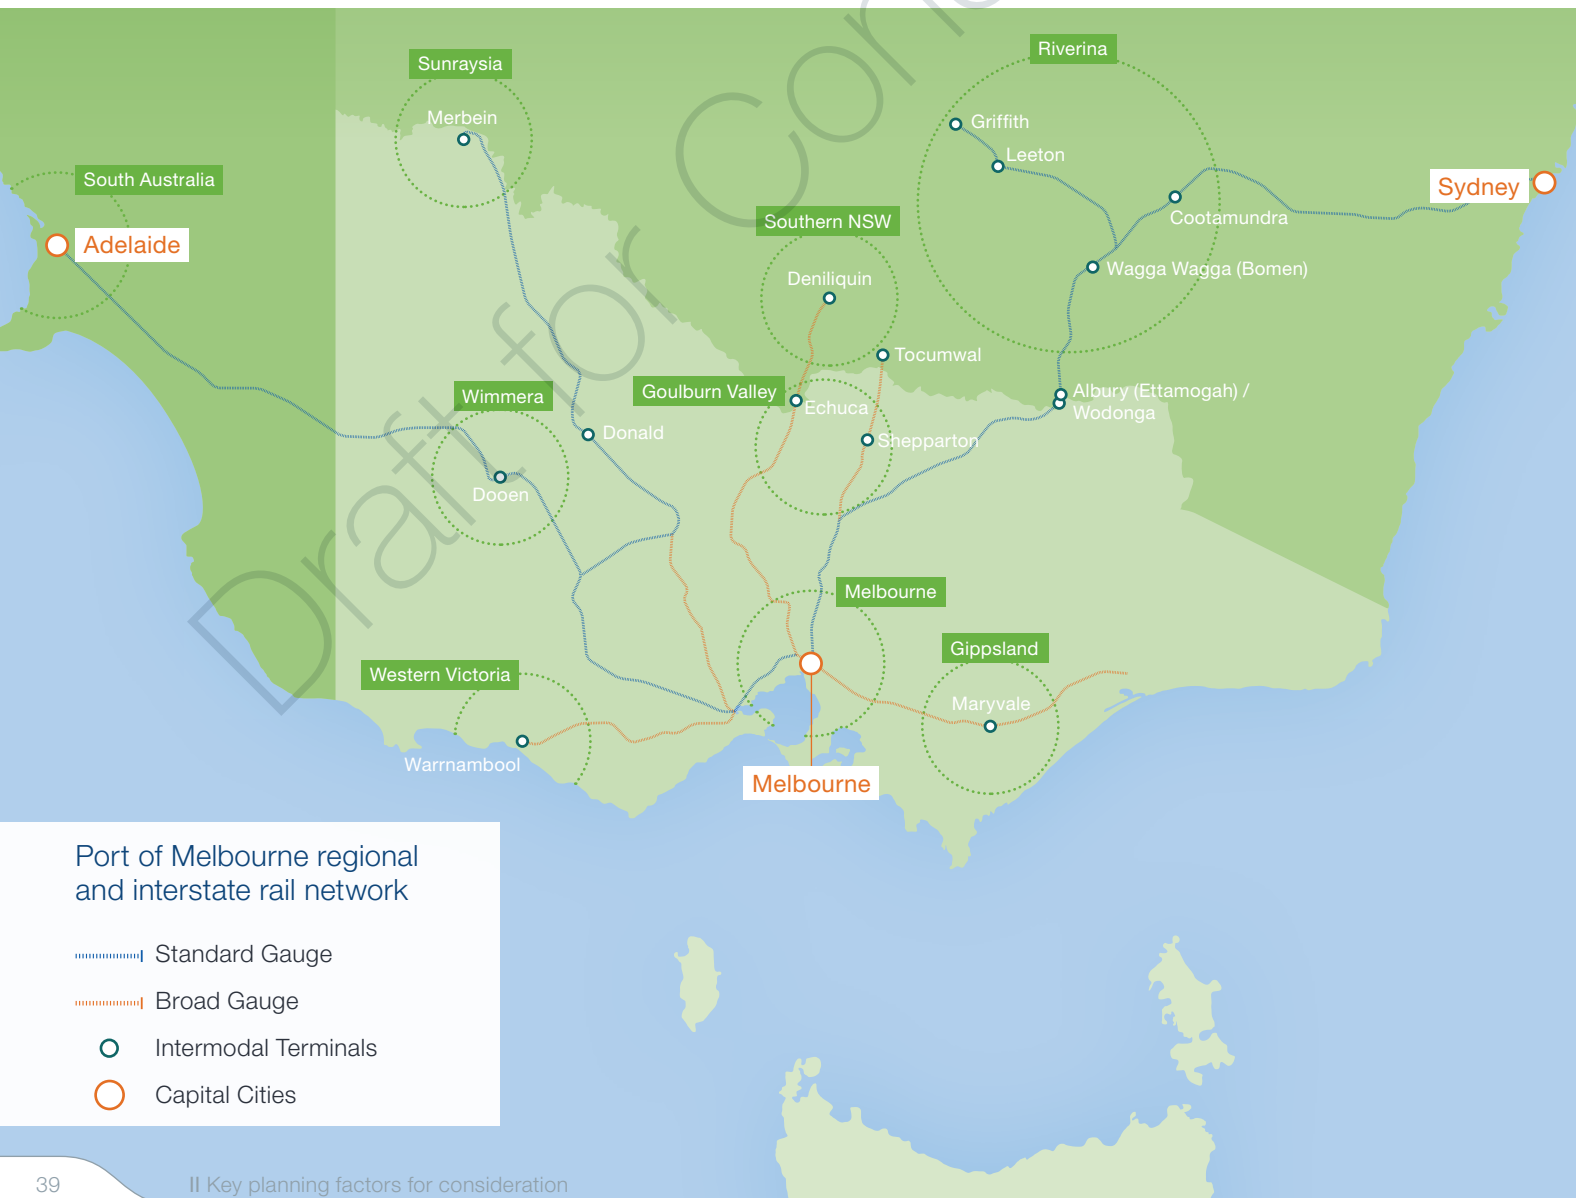 Draft for Con
Riverina
Sunraysia
Merbein
Griffith
Leeton
South Australia
Sydney
Southern NSW
Cootamundra
Adelaide
Deniliquin
Wagga Wagga (Bomen)
Tocumwal
Goulburn Valley
Albury (Ettamogah) /
Wodonga
Wimmera
Echuca
Donald
Shepparton
Dooen
Melbourne
Gippsland
Western Victoria
Maryvale
Warrnambool
Melbourne
Port of Melbourne regional
and interstate rail network
Standard Gauge
Broad Gauge
Intermodal Terminals
Capital Cities
39
II Key planning factors for consideration